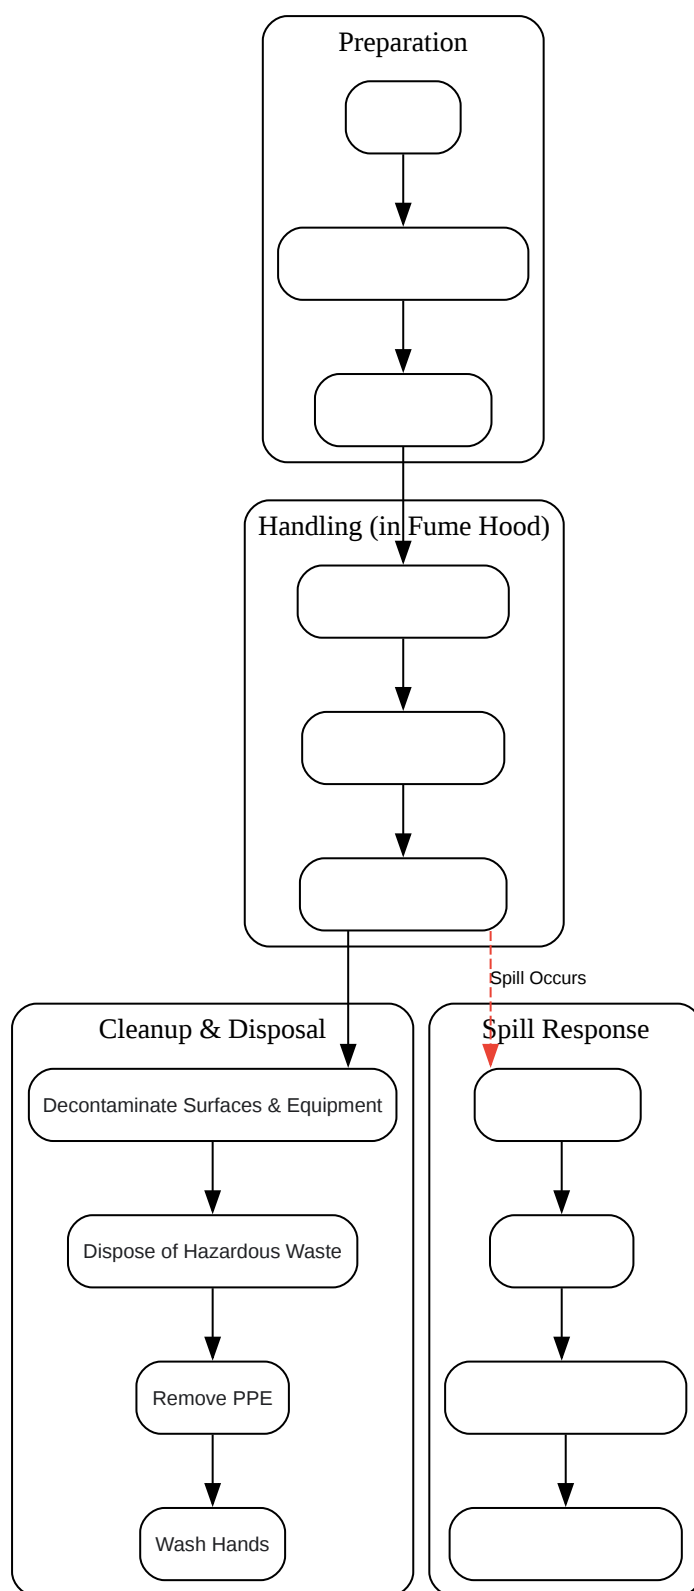 Preparation
Handling (in Fume Hood)
Spill Occurs
Cleanup & Disposal
Spill Response
Decontaminate Surfaces & Equipment
Dispose of Hazardous Waste
Remove PPE
Wash Hands